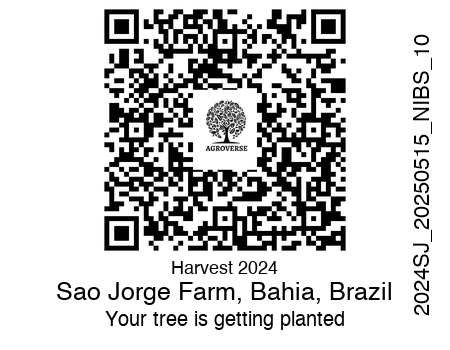 AGROVERSE
Harvest 2024
Sao Jorge Farm, Bahia, Brazil
Your tree is getting planted
2024SJ_20250515_NIBS_10